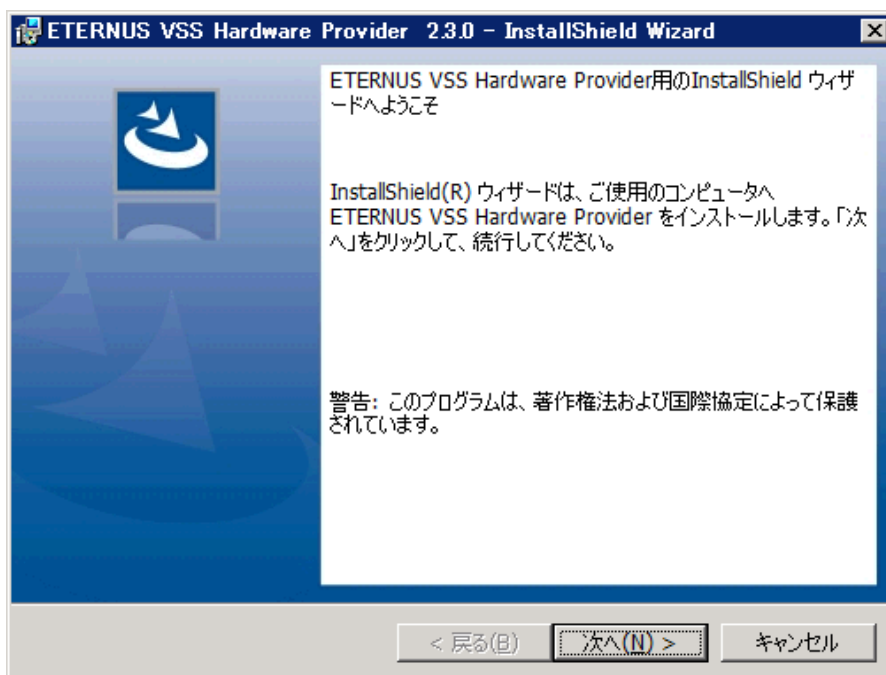 ETERNUS VSS Hardware Provider 2.3.0 - InstallShield Wizard
ETERNUS VSS Hardware Provider用のInstallShield ウィザ
ードへようこそ
InstallShield(R) ウィザードは、ご使用のコンピュータへ
ETERNUS VSS Hardware Provider をインストールします。「次
へ」をクリックして、続行してください。
警告: このプログラムは、著作権法および国際協定によって保護
されています。
< 戻る(B)
次へ(N) >
キャンセル